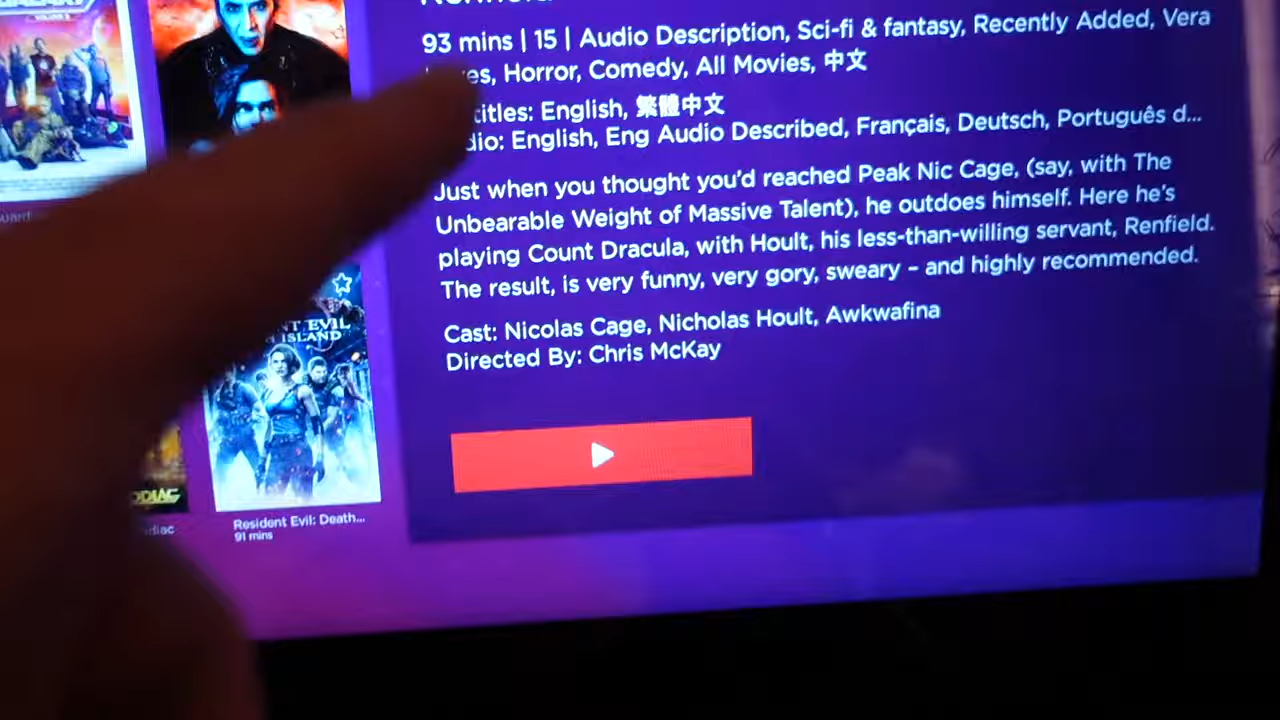 VOLUME 3
93 mins | 15 | Audio Description, Sci-fi & fantasy, Recently Added, Vera
Horror, Comedy, All Movies, 中文
English, 繁體中文
English, Eng Audio Described, Français, Deutsch, Português d...
Just when you thought you'd reached Peak Nic Cage, (say, with The
Unbearable Weight of Massive Talent), he outdoes himself. Here he's
playing Count Dracula, with Hoult, his less-than-willing servant, Renfield.
The result, is very funny, very gory, sweary – and highly recommended.
Cast: Nicolas Cage, Nicholas Hoult, Awkwafina
Directed By: Chris McKay
ISLAND
Resident Evil: Death...
91 mins